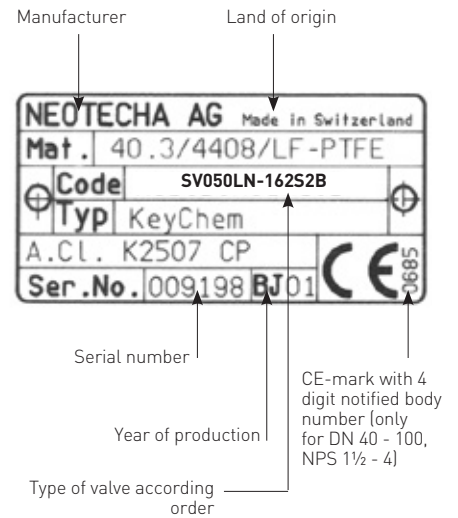 Manufacturer
Land of origin
NEOTECHA AG Made in Switzerland
Mat. 40.3/4408/LF-PTFE
Code SV050LN-162S2B
Typ KeyChem
A.Cl. K2507 CP
CE 0685
Ser.No. 009198 BJ01
Serial number
CE-mark with 4
digit notified body
number (only
for DN 40 - 100,
NPS 1½ - 4)
Year of production
Type of valve according
order